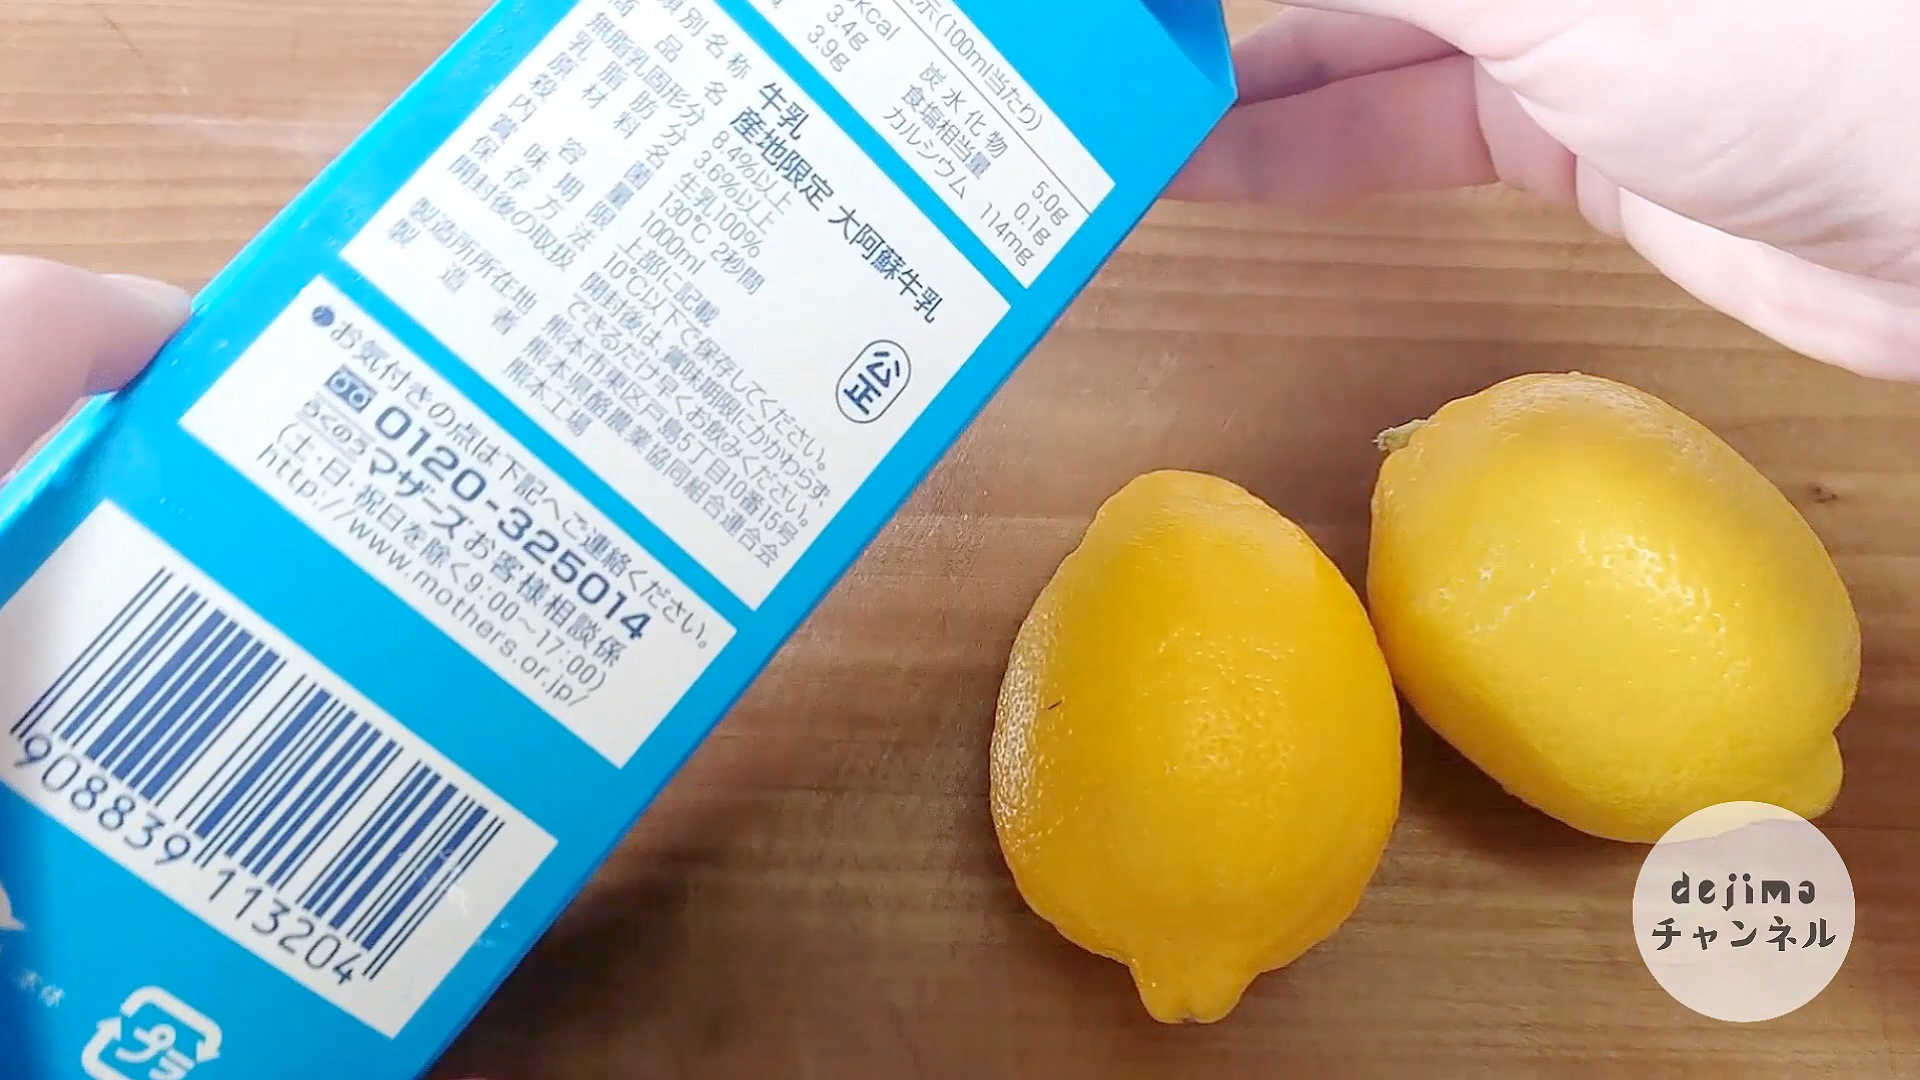 示(100ml当たり)
kcal
3.4g
3.9g
炭水化物 5.0g
食塩相当量 0.1g
カルシウム 114mg
類別名称 牛乳
商品名 産地限定 大阿蘇牛乳
無脂乳固形分 8.4%以上
乳脂肪分 3.6%以上
原材料名 牛乳100%
殺菌 130℃ 2秒間
内容量 1000ml
賞味期限 上部に記載
保存方法 10℃以下で保存してください。
開封後の取扱 開封後は、賞味期限にかかわらず、
できるだけ早くお飲みください。
製造所所在地 熊本市東区戸島5丁目10番15号
製造者 熊本県酪農業協同組合連合会
熊本工場
公正
●お気付きの点は下記へご連絡ください。
0120-325014
らくのうマザーズお客様相談係
(土・日・祝日を除く9:00〜17:00)
http://www.mothers.or.jp/
908839 113204
本体
プラ
dejima
チャンネル